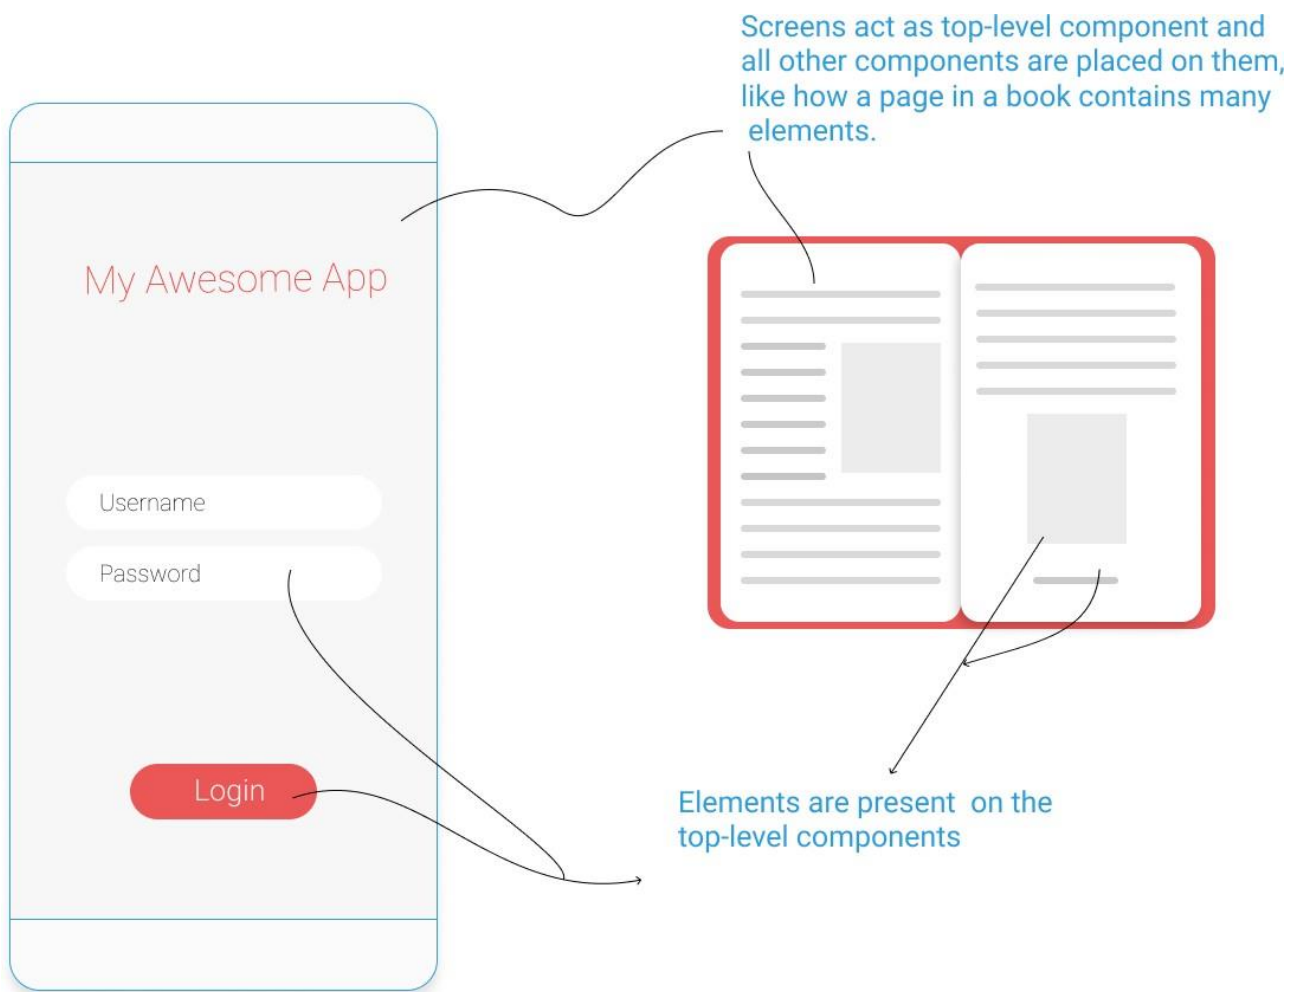 Screens act as top-level component and
all other components are placed on them,
like how a page in a book contains many
elements.
My Awesome App
Username
Password
Login
Elements are present on the
top-level components